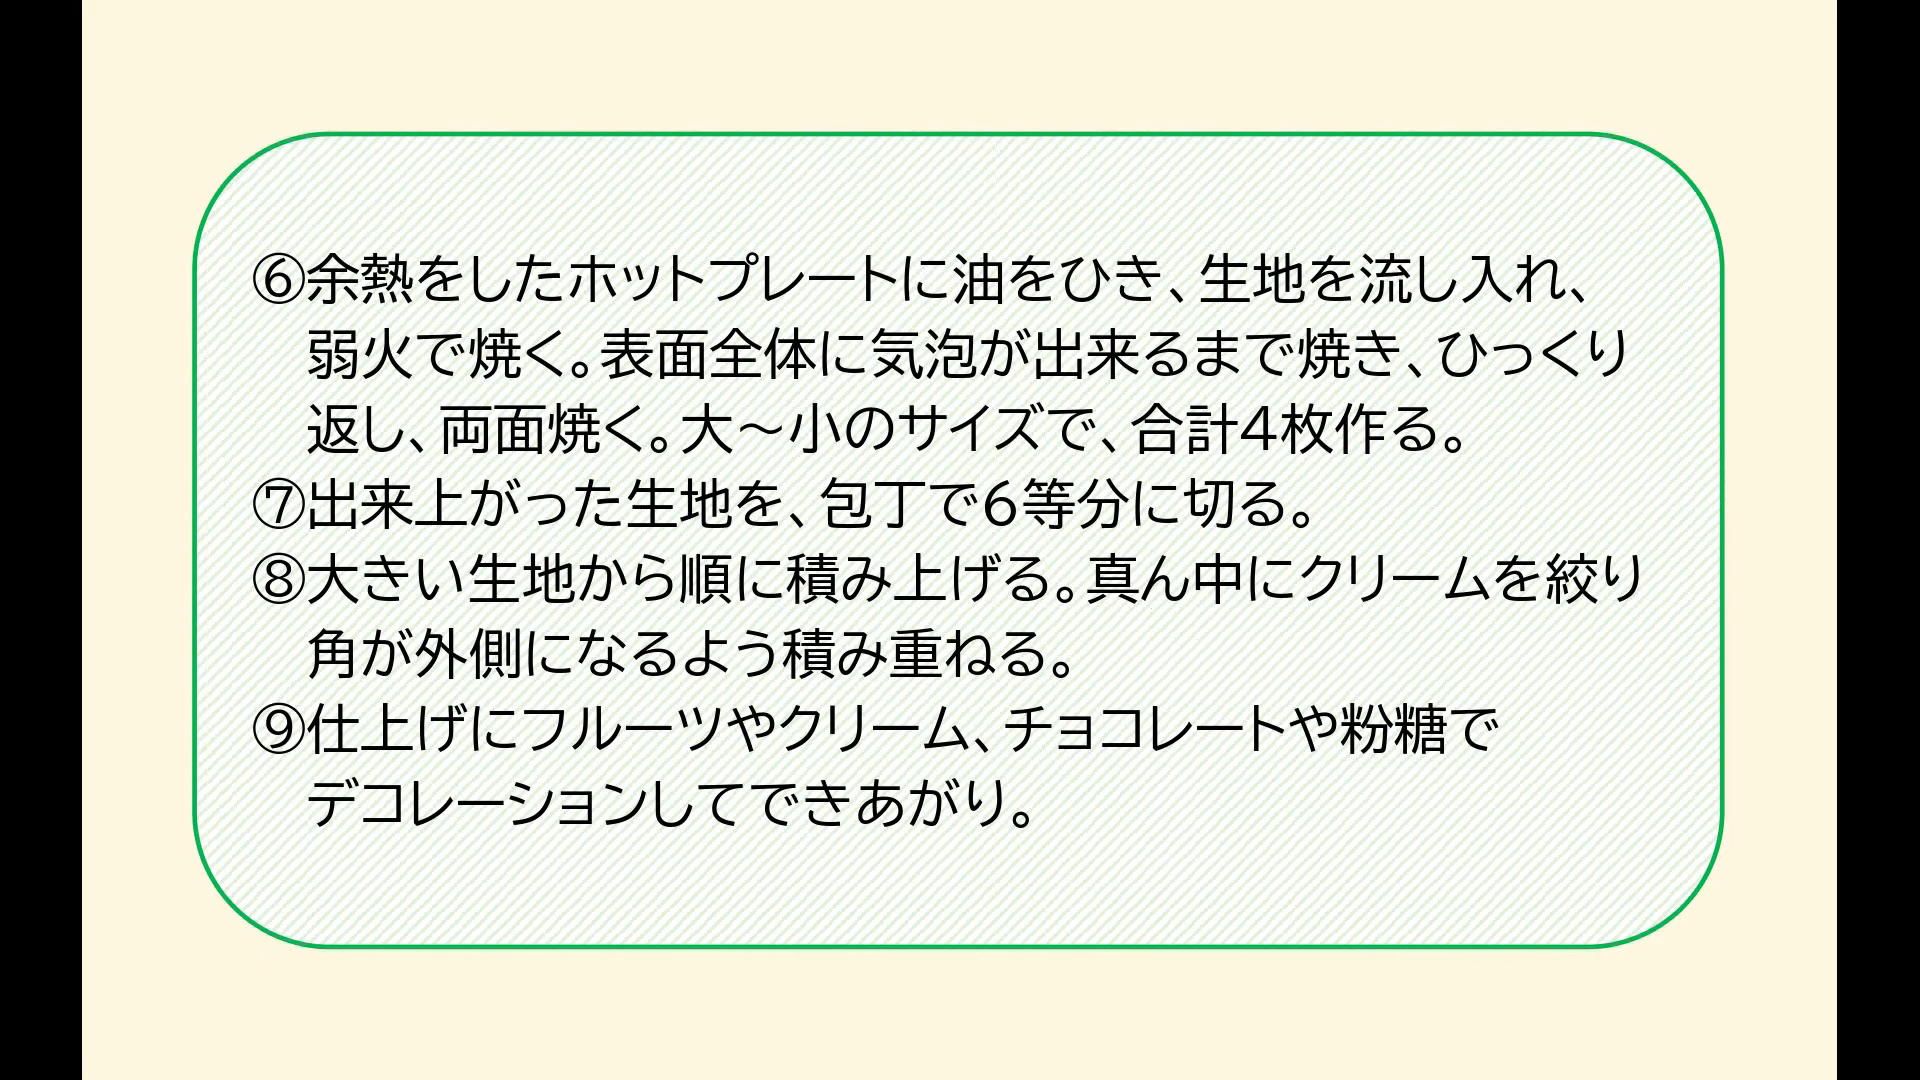 ⑥余熱をしたホットプレートに油をひき、生地を流し入れ、
弱火で焼く。表面全体に気泡が出来るまで焼き、ひっくり
返し、両面焼く。大～小のサイズで、合計4枚作る。
⑦出来上がった生地を、包丁で6等分に切る。
⑧大きい生地から順に積み上げる。真ん中にクリームを絞り
角が外側になるよう積み重ねる。
⑨仕上げにフルーツやクリーム、チョコレートや粉糖で
デコレーションしてできあがり。